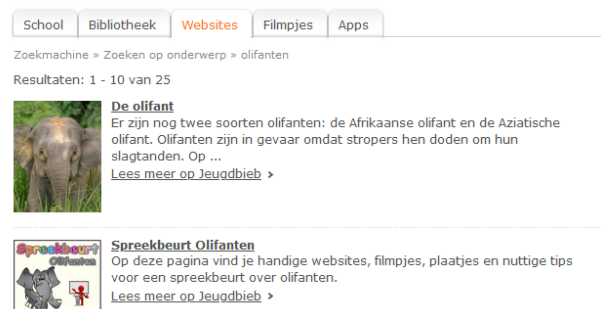 School Bibliotheek Websites Filmpjes Apps
Zoekmachine » Zoeken op onderwerp » olifanten
Resultaten: 1 - 10 van 25
De olifant
Er zijn nog twee soorten olifanten: de Afrikaanse olifant en de Aziatische
olifant. Olifanten zijn in gevaar omdat stropers hen doden om hun
slagtanden. Op ...
Lees meer op Jeugdbieb >
Spreekbeurt
Olifanten
Spreekbeurt Olifanten
Op deze pagina vind je handige websites, filmpjes, plaatjes en nuttige tips
voor een spreekbeurt over olifanten.
Lees meer op Jeugdbieb >